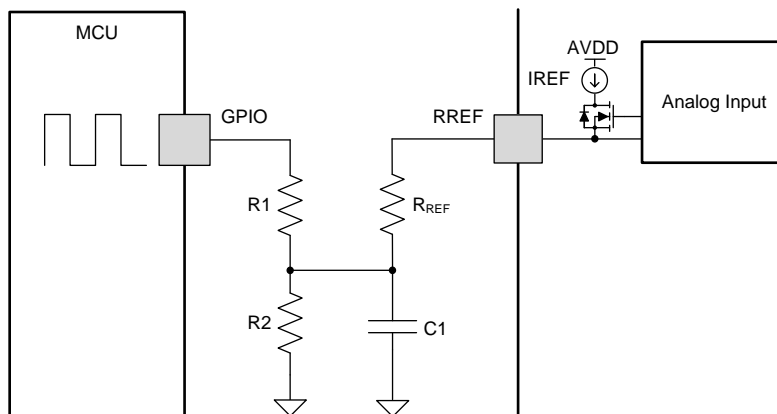 MCU
AVDD
IREF
Analog Input
GPIO
RREF
R1
RREF
R2
C1